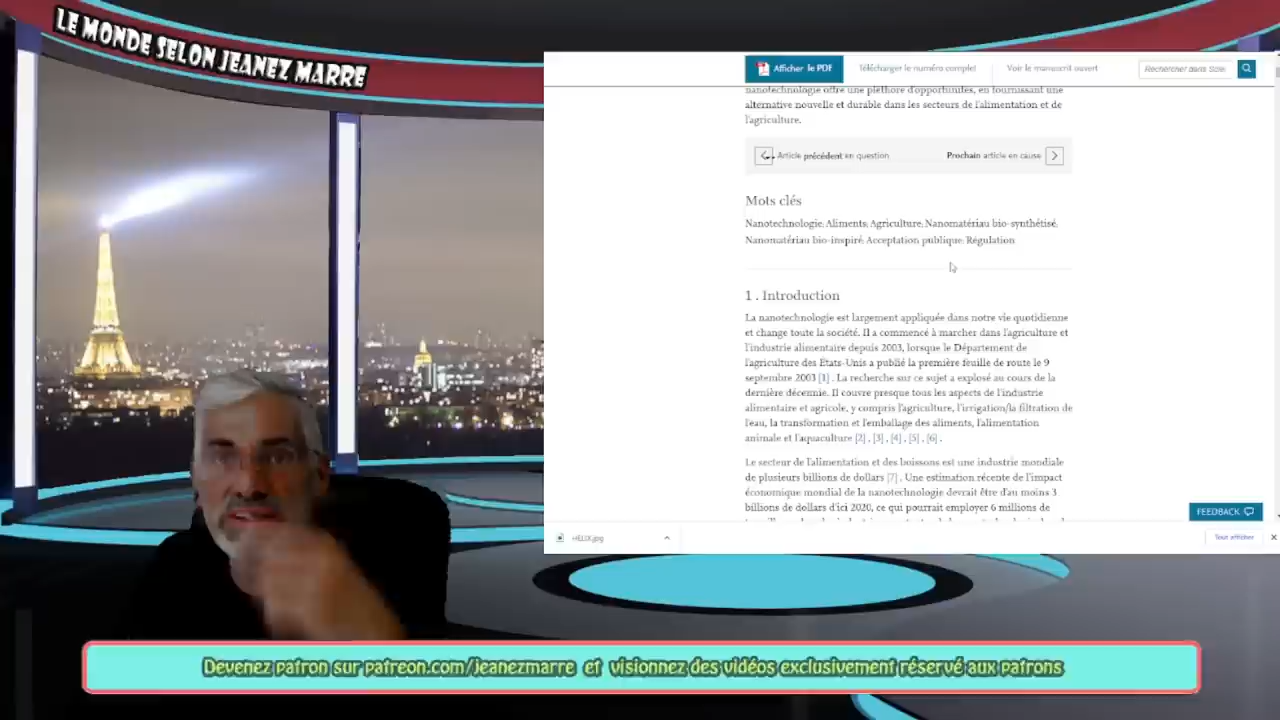 LE MONDE SELON JEANEZ MARRE
Afficher le PDF
Télécharger le numéro complet
Voir le manuscrit ouvert
Rechercher dans Scie
nanotechnologie offre une pléthore d'opportunités, en fournissant une
alternative nouvelle et durable dans les secteurs de l'alimentation et de
l'agriculture.
Article précédent en question
Prochain article en cause
Mots clés
Nanotechnologie; Aliments; Agriculture; Nanomatériau bio-synthétisé;
Nanomatériau bio-inspiré; Acceptation publique; Régulation
1 . Introduction
La nanotechnologie est largement appliquée dans notre vie quotidienne
et change toute la société. Il a commencé à marcher dans l'agriculture et
l'industrie alimentaire depuis 2003, lorsque le Département de
l'agriculture des États-Unis a publié la première feuille de route le 9
septembre 2003 [1] . La recherche sur ce sujet a explosé au cours de la
dernière décennie. Il couvre presque tous les aspects de l'industrie
alimentaire et agricole, y compris l'agriculture, l'irrigation/la filtration de
l'eau, la transformation et l'emballage des aliments, l'alimentation
animale et l'aquaculture [2] , [3] , [4] , [5] , [6] .
Le secteur de l'alimentation et des boissons est une industrie mondiale
de plusieurs billions de dollars [7] . Une estimation récente de l'impact
économique mondial de la nanotechnologie devrait être d'au moins 3
billions de dollars d'ici 2020, ce qui pourrait employer 6 millions de
FEEDBACK
HELIX.jpg
Tout afficher
Devenez patron sur patreon.com/jeanezmarre et visionnez des vidéos exclusivement réservé aux patrons